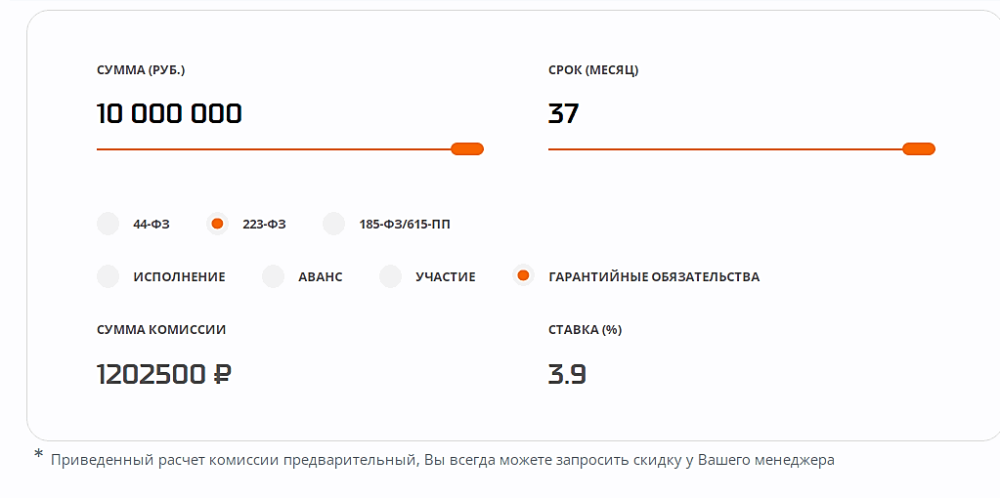 СУММА (РУБ.) СРОК (МЕСЯЦ)
10 000 000 37
44-ФЗ 223-ФЗ 185-ФЗ/615-ПП
ИСПОЛНЕНИЕ АВАНС УЧАСТИЕ ГАРАНТИЙНЫЕ ОБЯЗАТЕЛЬСТВА
СУММА КОМИССИИ СТАВКА (%)
1202500 ₽ 3.9
* Приведенный расчет комиссии предварительный, Вы всегда можете запросить скидку у Вашего менеджера